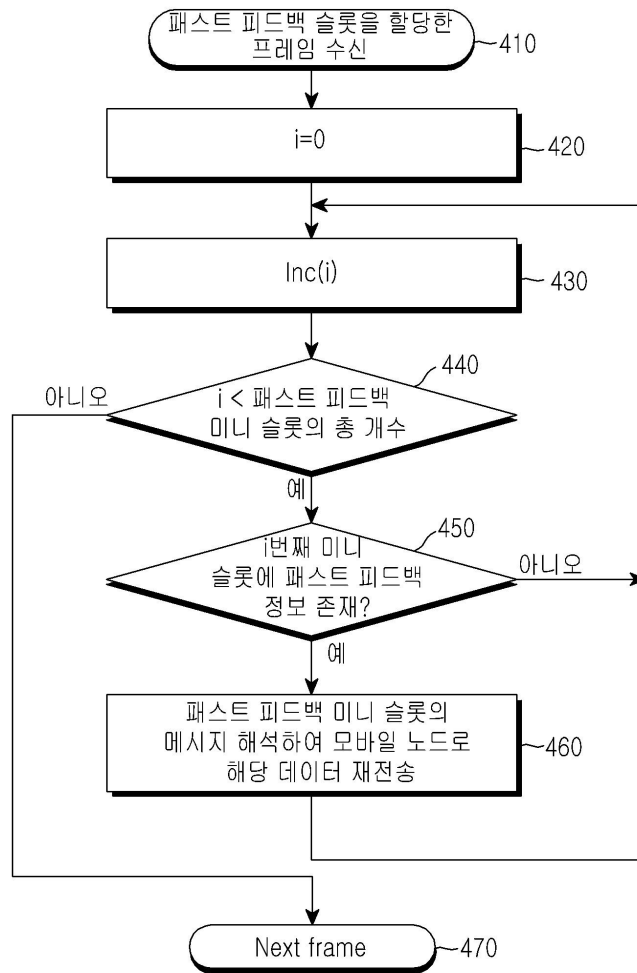 패스트 피드백 슬롯을 할당한
프레임 수신
410
i=0
420
Inc(i)
430
440
아니오
i < 패스트 피드백
미니 슬롯의 총 개수
예
450
i번째 미니
슬롯에 패스트 피드백
정보 존재?
아니오
예
패스트 피드백 미니 슬롯의
메시지 해석하여 모바일 노드로
해당 데이터 재전송
460
Next frame
470